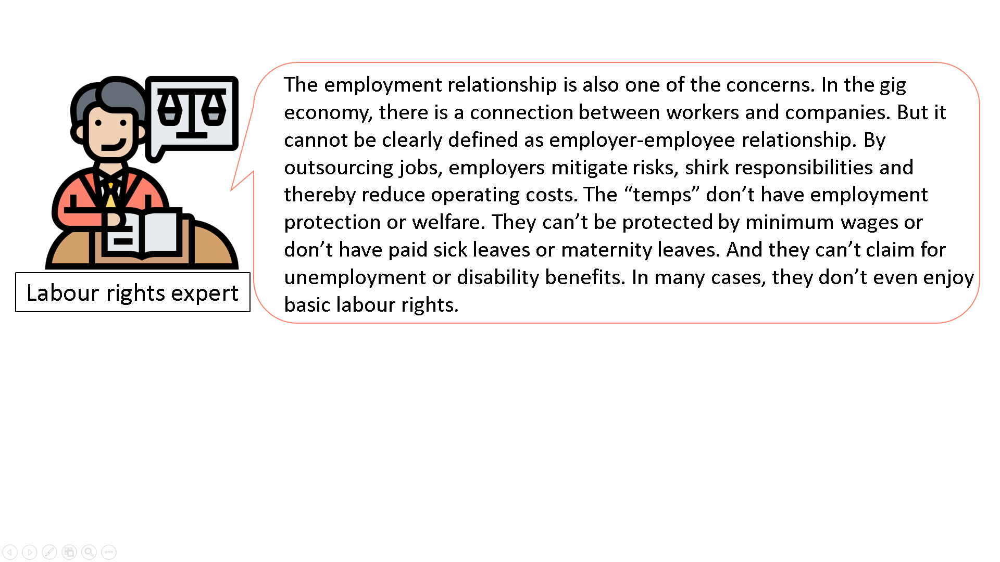 The employment relationship is also one of the concerns. In the gig
economy, there is a connection between workers and companies. But it
cannot be clearly defined as employer-employee relationship. By
outsourcing jobs, employers mitigate risks, shirk responsibilities and
thereby reduce operating costs. The “temps” don’t have employment
protection or welfare. They can’t be protected by minimum wages or
don’t have paid sick leaves or maternity leaves. And they can’t claim for
unemployment or disability benefits. In many cases, they don’t even enjoy
basic labour rights.
Labour rights expert